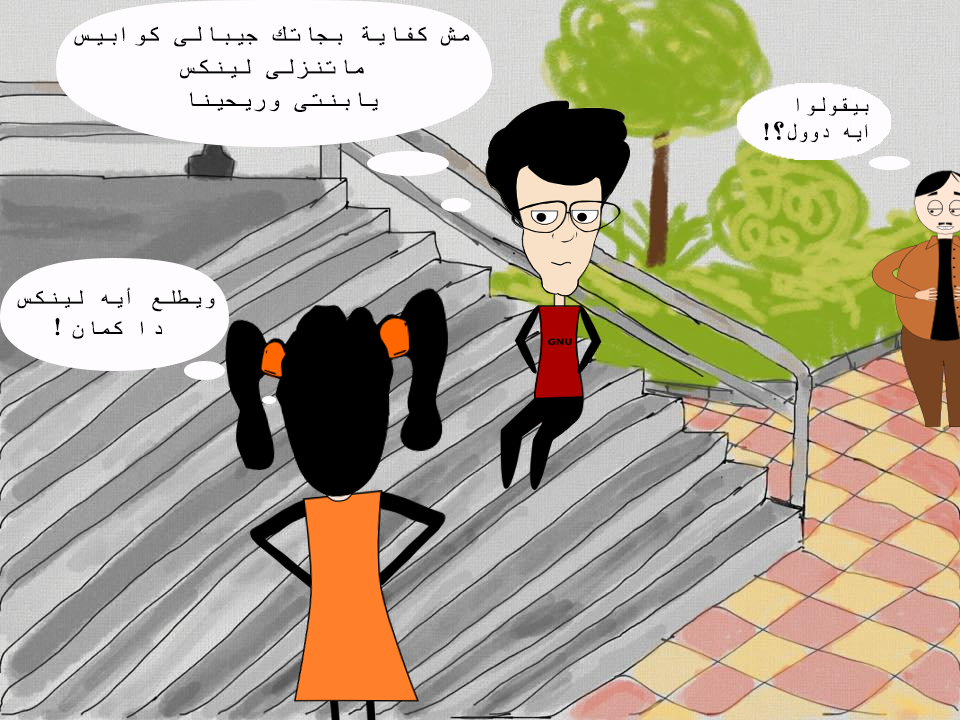 مش كفاية بجاتك جيبالى كوابيس
ماتنزلى لينكس
يابنتى وريحينا
بيقولوا
ايه دوول؟!
ويطلع أيه لينكس
دا كمان !
GNU